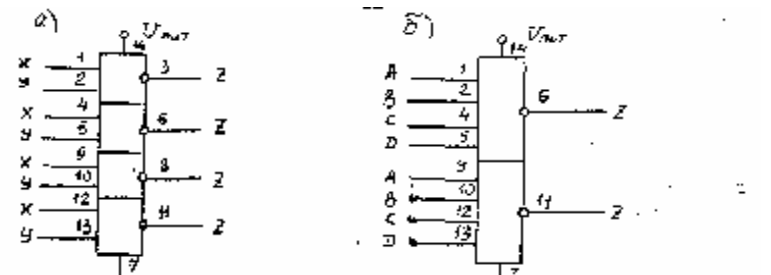 а) Uпит
14
X 1 3 Z
У 2
X 4 6 Z
У 5
X 9 8 Z
У 10
X 12 11 Z
У 13
7
б) Uпит
14
A 1
B 2 6 Z
C 4
D 5
A 9
B 10
C 12 11 Z
D 13
7